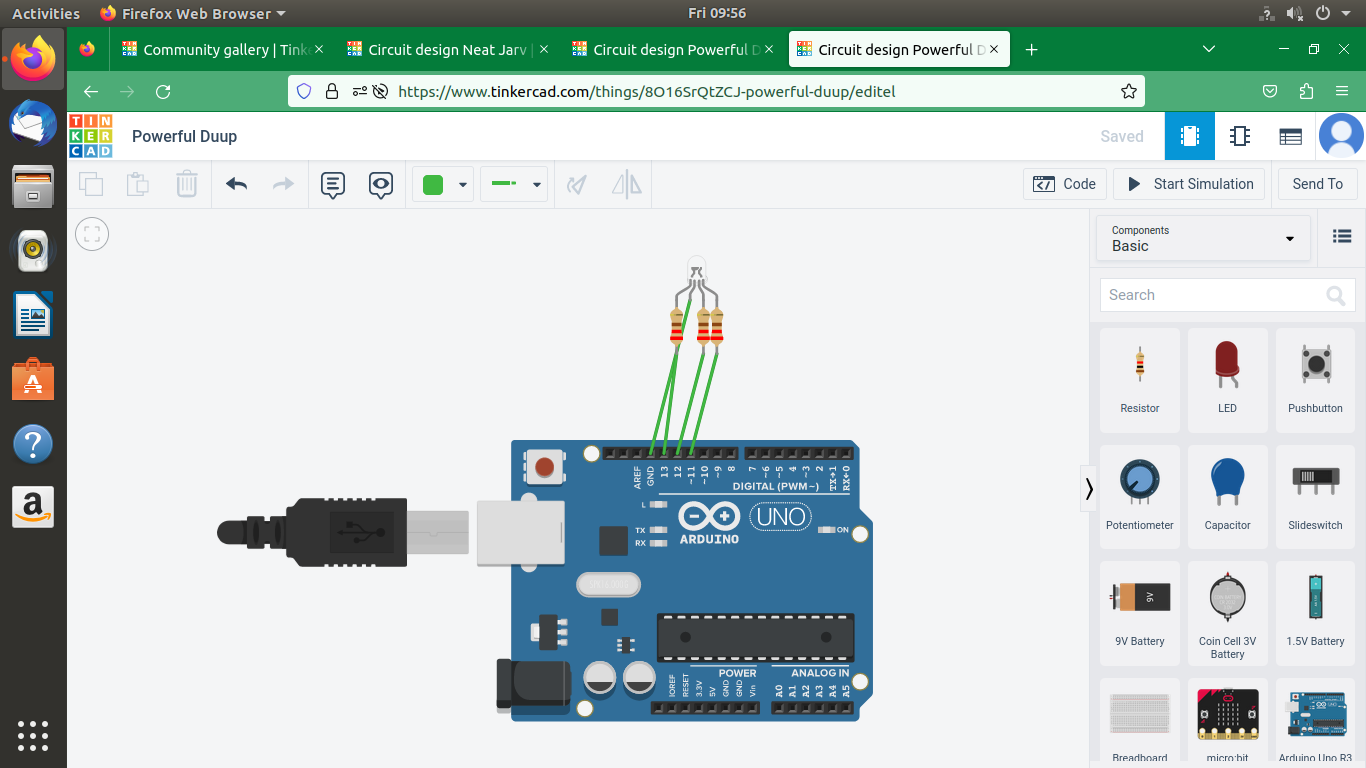 Activities
Firefox Web Browser
Fri 09:56
Community gallery | Tink
Circuit design Neat Jarv |
Circuit design Powerful D
Circuit design Powerful D
https://www.tinkercad.com/things/8O16SrQtZCJ-powerful-duup/editel
TIN
KER
CAD
Powerful Duup
Saved
Code
Start Simulation
Send To
Components
Basic
Search
Resistor
LED
Pushbutton
Potentiometer
Capacitor
Slideswitch
9V
9V Battery
Coin Cell 3V
Battery
1.5V Battery
Breadboard
micro:bit
Arduino Uno R3
AREF
GND
13
12
~11
~10
~9
8
7
~6
~5
4
~3
2
TX→1
RX←0
DIGITAL (PWM~)
L
TX
RX
ARDUINO
UNO
ON
POWER
ANALOG IN
IOREF
RESET
3.3V
5V
GND
GND
Vin
A0
A1
A2
A3
A4
A5
a